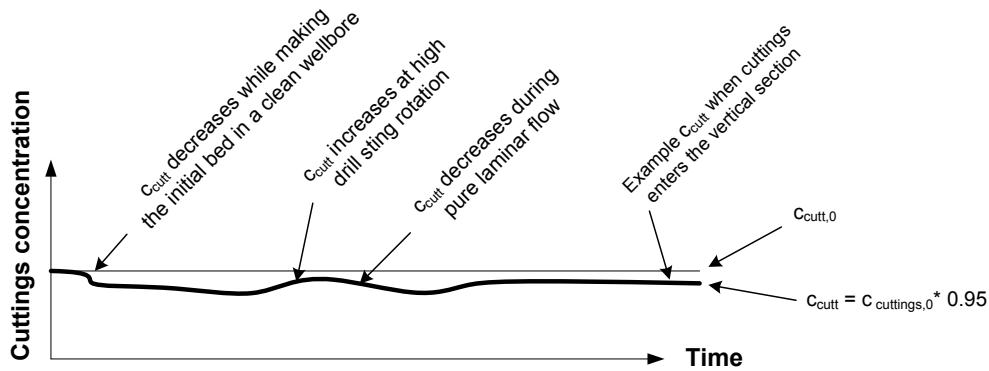 Cuttings concentration
c_cutt decreases while making
the initial bed in a clean wellbore
c_cutt increases at high
drill sting rotation
c_cutt decreases during
pure laminar flow
Example c_cutt when cuttings
enters the vertical section
c_cutt,0
c_cutt = c_cuttings,0* 0.95
Time